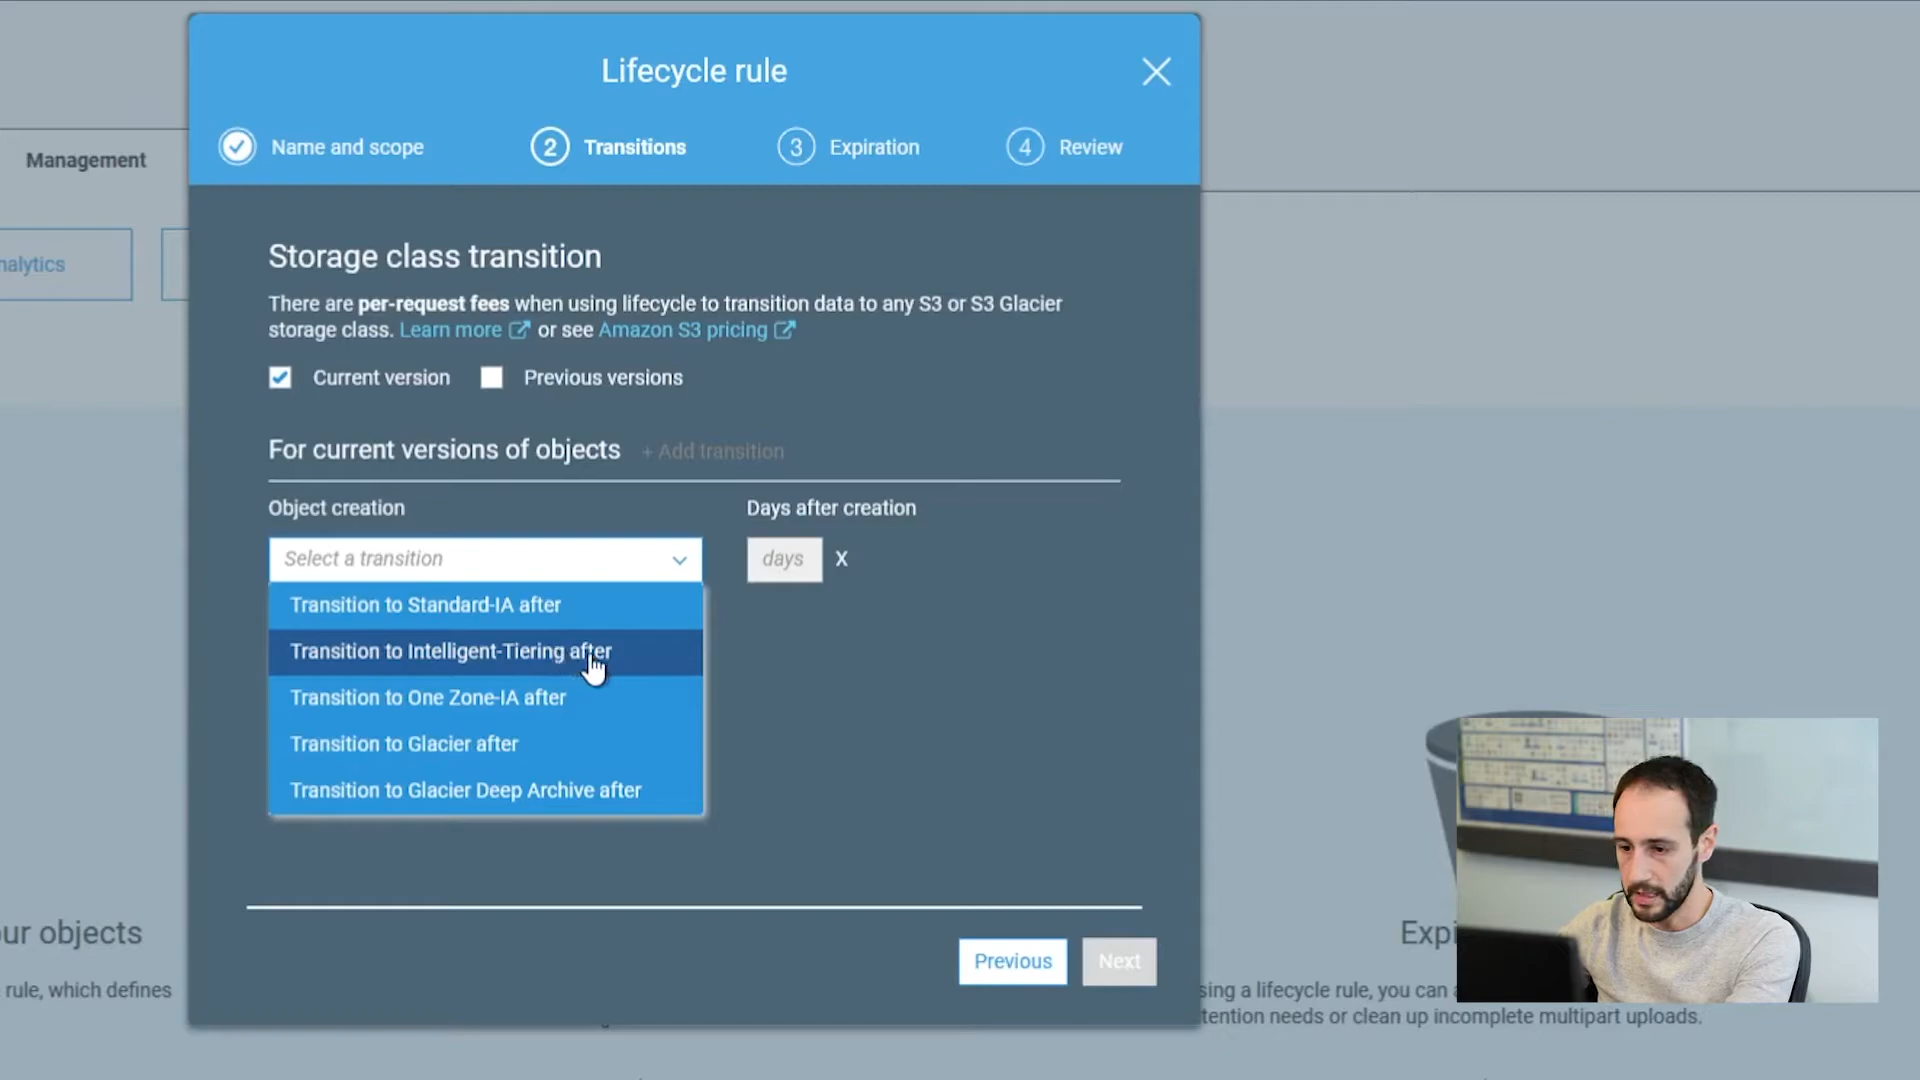 Lifecycle rule
Name and scope
2 Transitions
3 Expiration
4 Review
Management
nalytics
Storage class transition
There are per-request fees when using lifecycle to transition data to any S3 or S3 Glacier
storage class. Learn more or see Amazon S3 pricing
Current version
Previous versions
For current versions of objects + Add transition
Object creation
Days after creation
Select a transition
days X
Transition to Standard-IA after
Transition to Intelligent-Tiering after
Transition to One Zone-IA after
Transition to Glacier after
Transition to Glacier Deep Archive after
Previous
Next
ur objects
rule, which defines
Expi
sing a lifecycle rule, you can
tention needs or clean up incomplete multipart uploads.